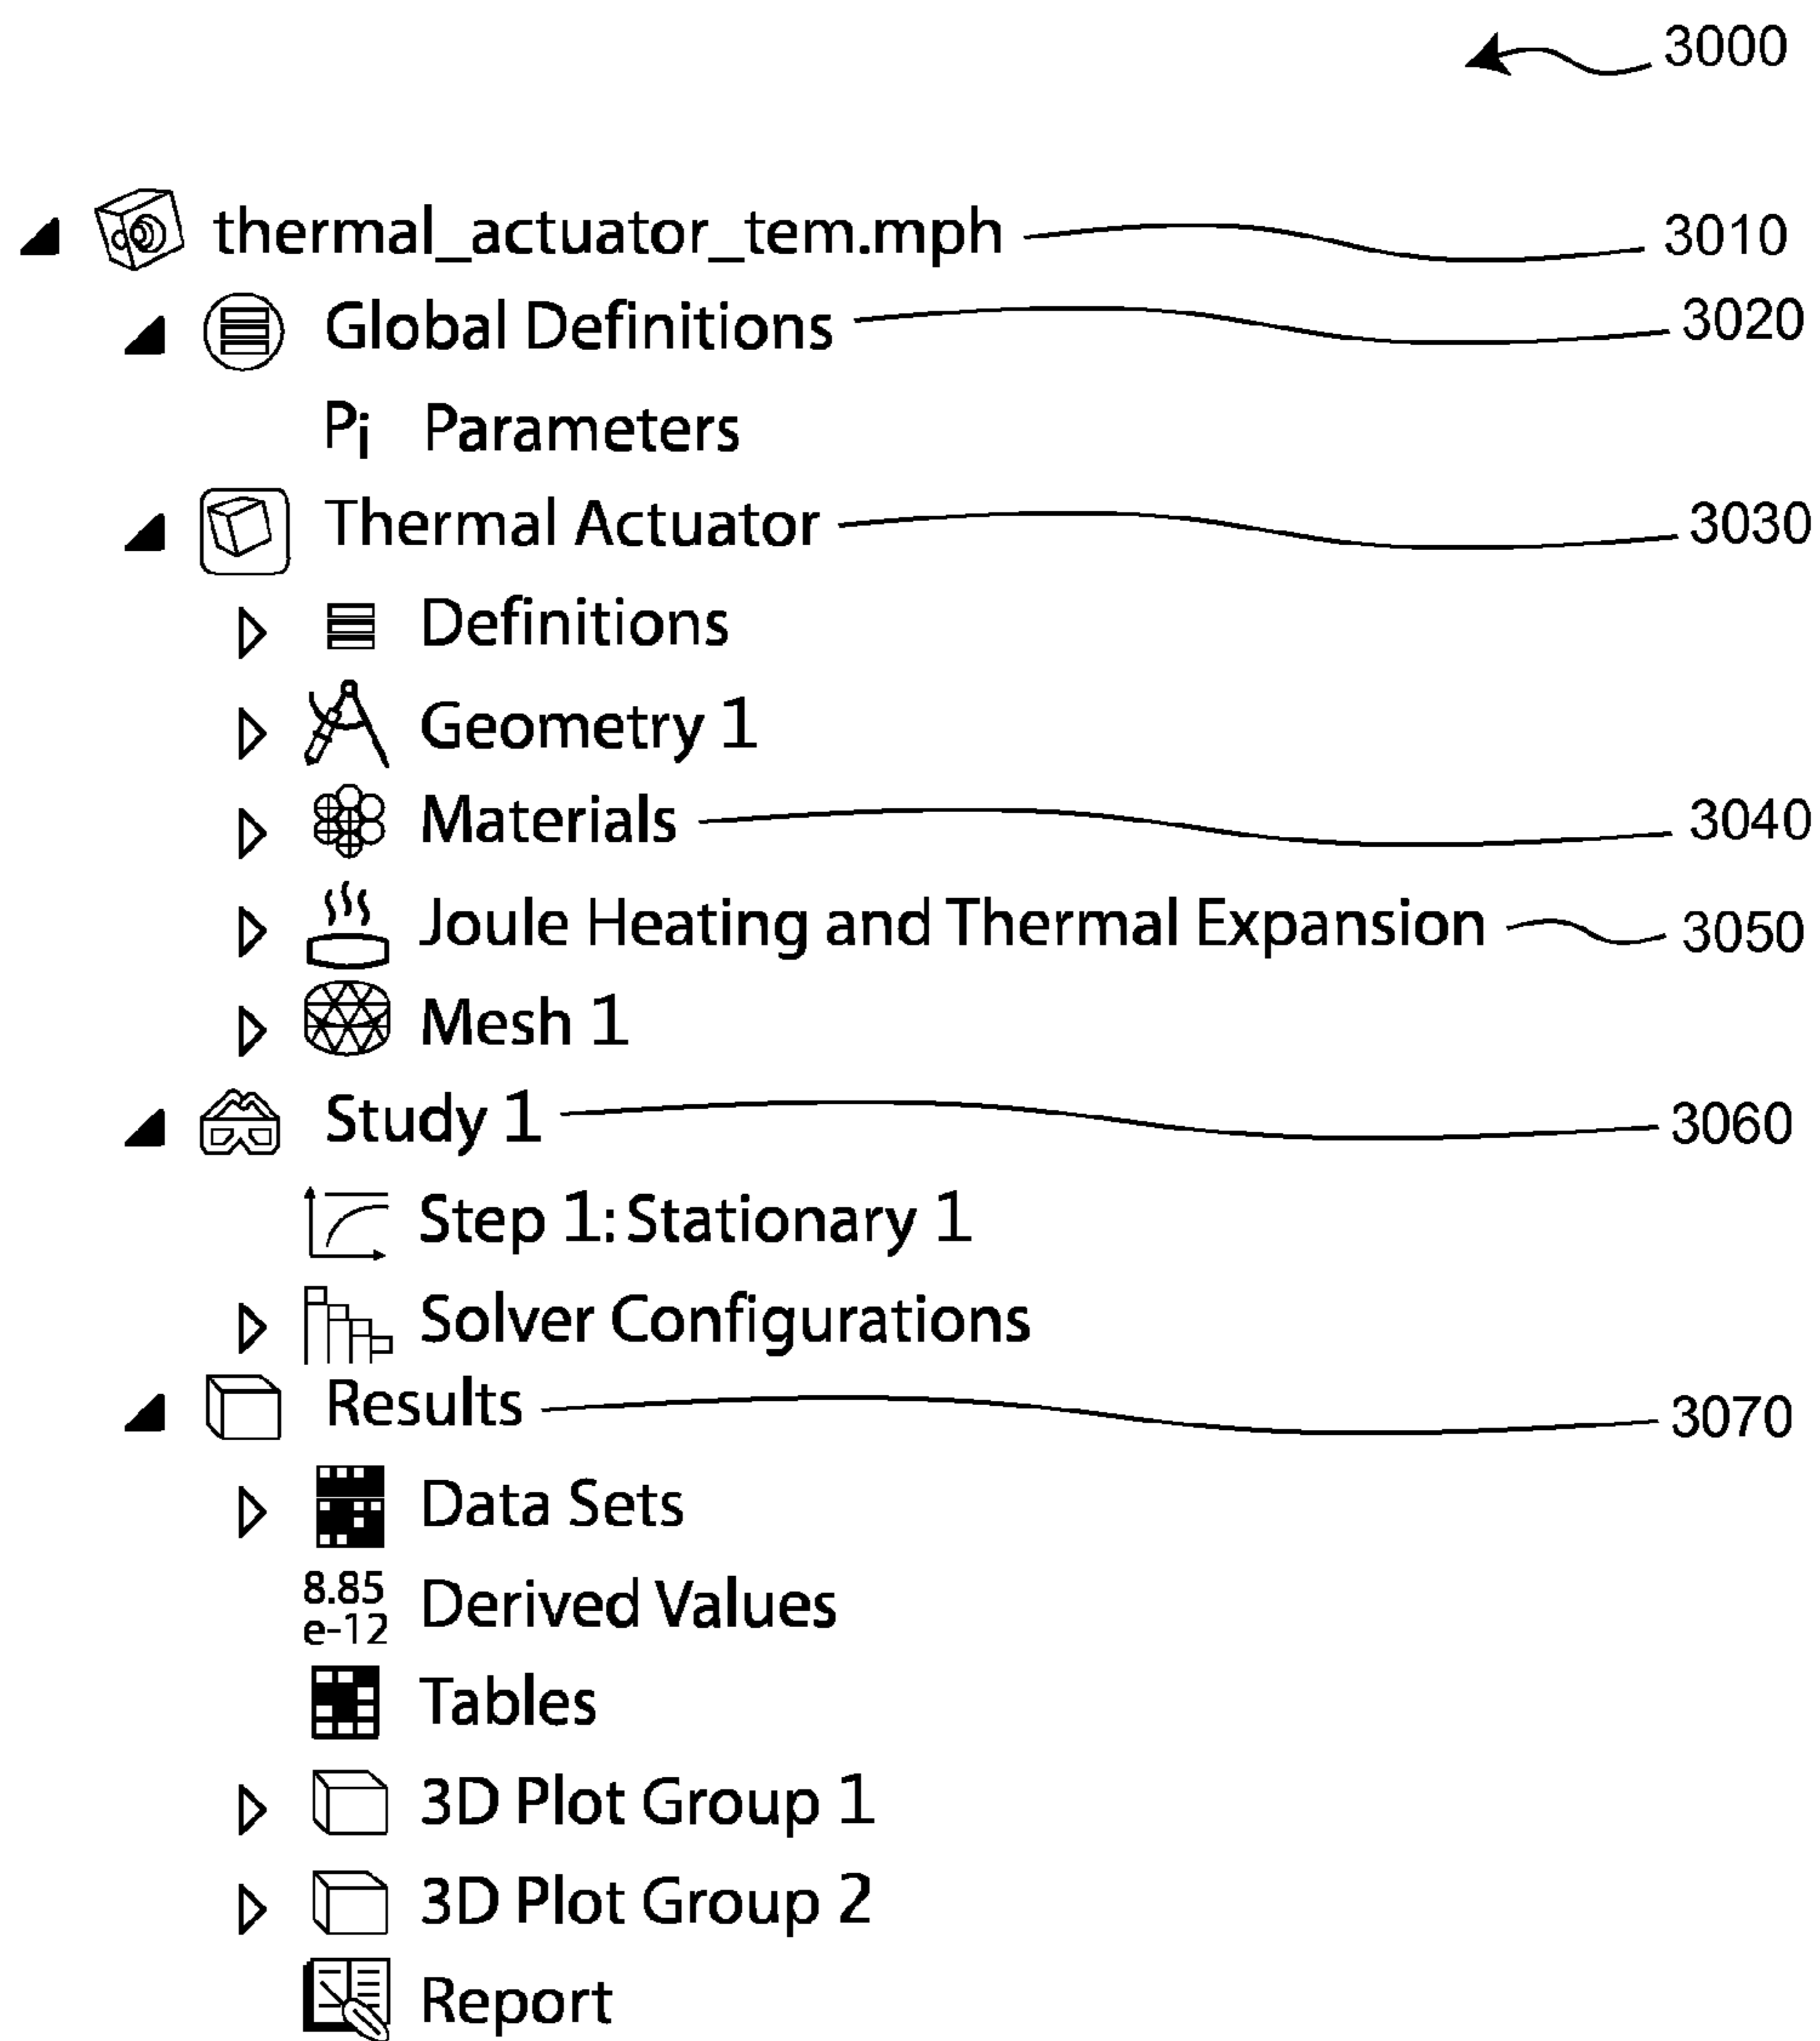 3000
thermal_actuator_tem.mph 3010
Global Definitions 3020
Pi Parameters
Thermal Actuator 3030
Definitions
Geometry 1
Materials 3040
Joule Heating and Thermal Expansion 3050
Mesh 1
Study 1 3060
Step 1: Stationary 1
Solver Configurations
Results 3070
Data Sets
8.85
e-12 Derived Values
Tables
3D Plot Group 1
3D Plot Group 2
Report